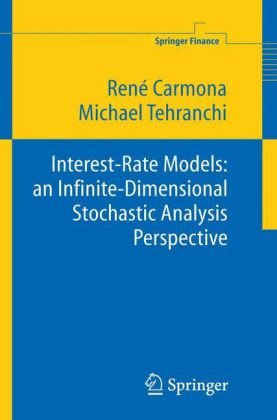 Springer Finance
René Carmona
Michael Tehranchi
Interest-Rate Models:
an Infinite-Dimensional
Stochastic Analysis
Perspective
Springer